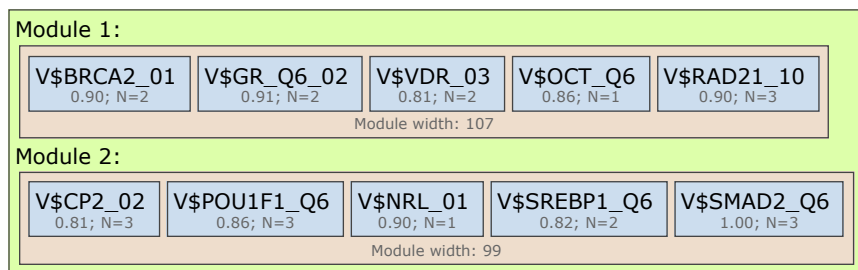 Module 1:
V$BRCA2_01 V$GR_Q6_02 V$VDR_03 V$OCT_Q6 V$RAD21_10
0.90; N=2 0.91; N=2 0.81; N=2 0.86; N=1 0.90; N=3
Module width: 107
Module 2:
V$CP2_02 V$POU1F1_Q6 V$NRL_01 V$SREBP1_Q6 V$SMAD2_Q6
0.81; N=3 0.86; N=3 0.90; N=1 0.82; N=2 1.00; N=3
Module width: 99